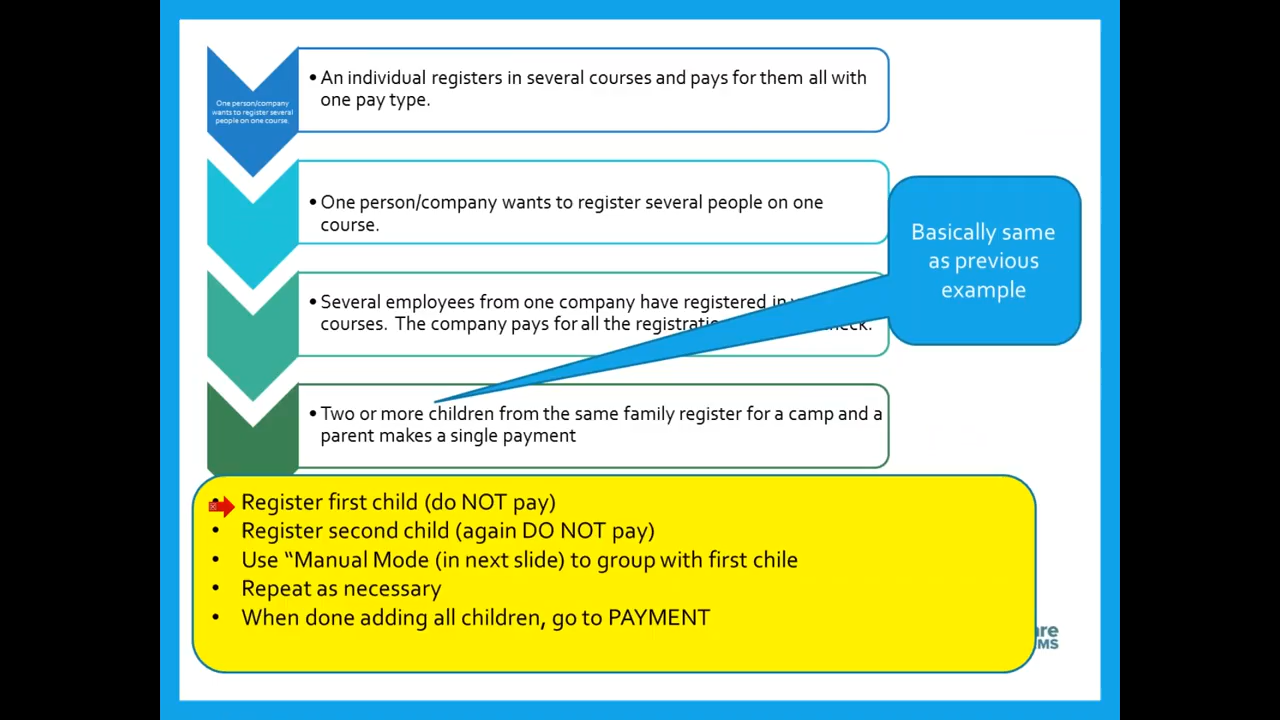 One person/company
wants to register several
people on one course.
• An individual registers in several courses and pays for them all with
one pay type.
• One person/company wants to register several people on one
course.
• Several employees from one company have registered in
courses. The company pays for all the
Basically same
as previous
example
• Two or more children from the same family register for a camp and a
parent makes a single payment
• Register first child (do NOT pay)
• Register second child (again DO NOT pay)
• Use “Manual Mode (in next slide) to group with first chile
• Repeat as necessary
• When done adding all children, go to PAYMENT